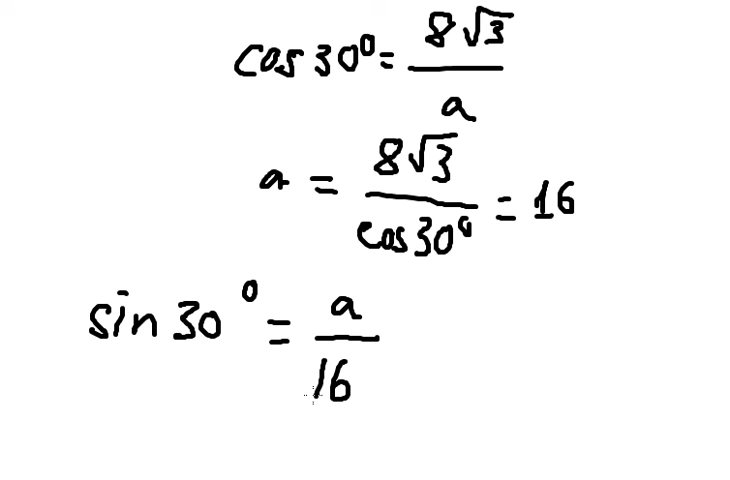 cos 30° = 8√3 / a
a = 8√3 / cos 30° = 16
sin 30° = a / 16